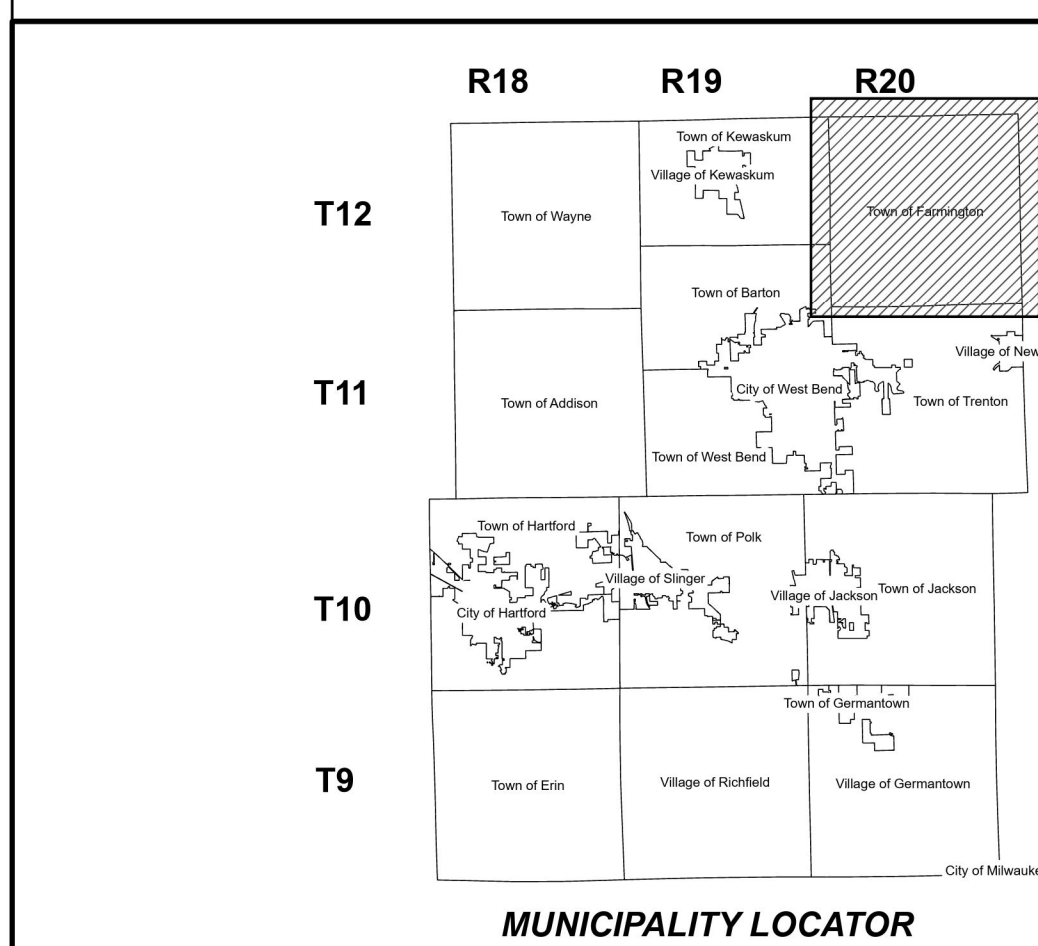 R18 R19 R20
Town of Kewaskum
Village of Kewaskum
T12
Town of Wayne
Town of Farmington
Town of Barton
Village of New
T11
City of West Bend
Town of Addison
Town of Trenton
Town of West Bend
Town of Hartford
Town of Polk
Village of Slinger
T10
Village of Jackson
Town of Jackson
City of Hartford
Town of Germantown
T9
Town of Erin
Village of Richfield
Village of Germantown
City of Milwauke
MUNICIPALITY LOCATOR